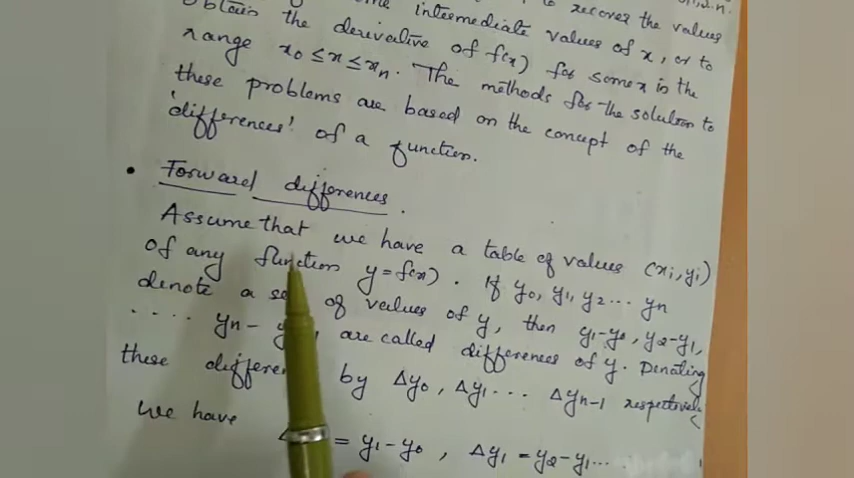 to recover the values
intermediate values of x, or to
obtain the derivative of f(x) for some x in the
range x0 ≤ x ≤ xn. The methods for the solution to
these problems are based on the concept of the
'differences' of a function.
• Forward differences.
Assume that we have a table of values (xi, yi)
of any function y = f(x). If y0, y1, y2 ... yn
denote a of values of y, then y1-y0, y2-y1,
.... yn - are called differences of y. Denoting
these by Δy0, Δy1 ... Δyn-1 respectively
we have
= y1 - y0, Δy1 = y2 - y1 ...